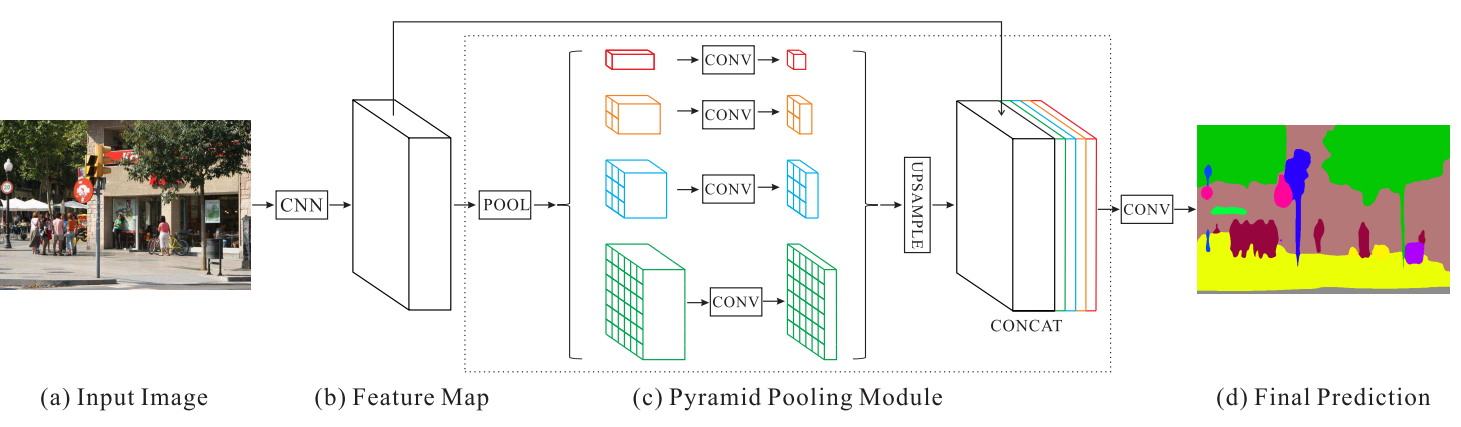 CNN
POOL
CONV
CONV
CONV
CONV
UPSAMPLE
CONCAT
CONV
(a) Input Image
(b) Feature Map
(c) Pyramid Pooling Module
(d) Final Prediction